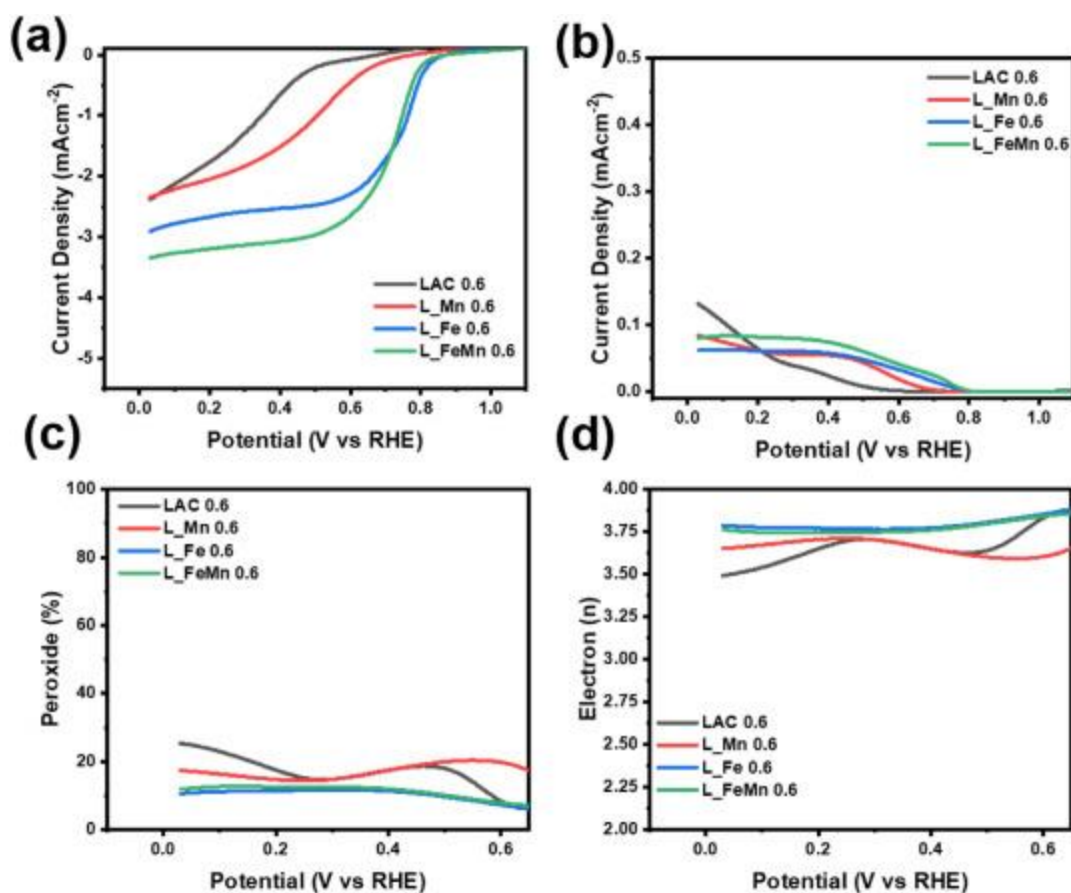 (a)
Current Density (mAcm⁻²)
0
-1
-2
-3
-4
-5
LAC 0.6
L_Mn 0.6
L_Fe 0.6
L_FeMn 0.6
0.0 0.2 0.4 0.6 0.8 1.0
Potential (V vs RHE)
(b)
Current Density (mAcm⁻²)
0.5
0.4
0.3
0.2
0.1
0.0
LAC 0.6
L_Mn 0.6
L_Fe 0.6
L_FeMn 0.6
0.0 0.2 0.4 0.6 0.8 1.0
Potential (V vs RHE)
(c)
Peroxide (%)
100
80
60
40
20
0
LAC 0.6
L_Mn 0.6
L_Fe 0.6
L_FeMn 0.6
0.0 0.2 0.4 0.6
Potential (V vs RHE)
(d)
Electron (n)
4.00
3.75
3.50
3.25
3.00
2.75
2.50
2.25
2.00
LAC 0.6
L_Mn 0.6
L_Fe 0.6
L_FeMn 0.6
0.0 0.2 0.4 0.6
Potential (V vs RHE)